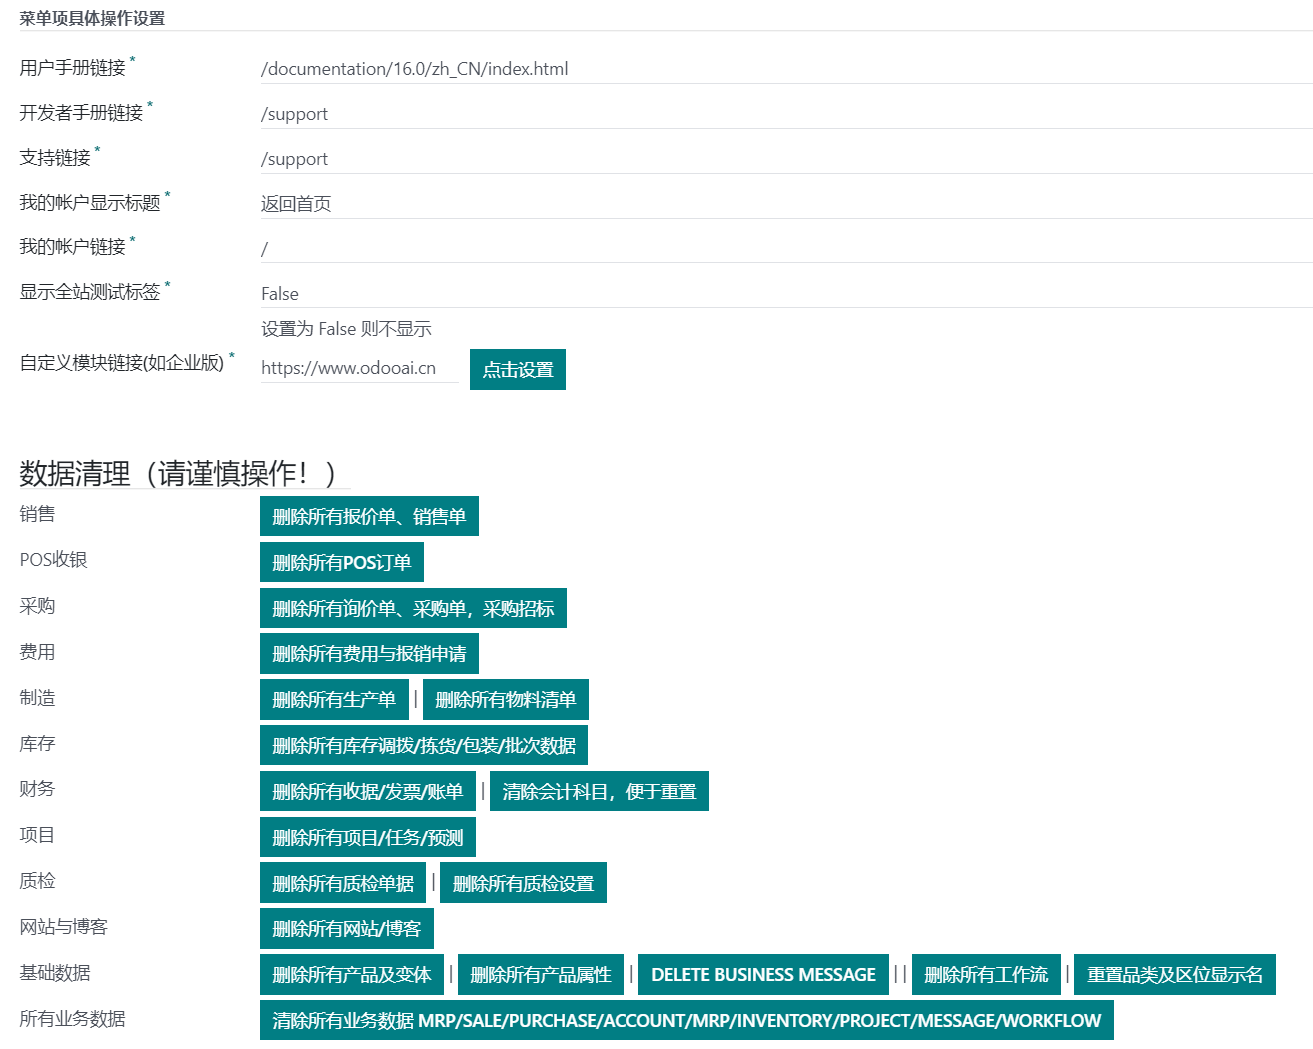 菜单项具体操作设置
用户手册链接 * /documentation/16.0/zh_CN/index.html
开发者手册链接 * /support
支持链接 * /support
我的帐户显示标题 * 返回首页
我的帐户链接 * /
显示全站测试标签 * False
设置为 False 则不显示
自定义模块链接(如企业版) * https://www.odooai.cn 点击设置
数据清理（请谨慎操作！）
销售 删除所有报价单、销售单
POS收银 删除所有POS订单
采购 删除所有询价单、采购单，采购招标
费用 删除所有费用与报销申请
制造 删除所有生产单 | 删除所有物料清单
库存 删除所有库存调拨/拣货/包装/批次数据
财务 删除所有收据/发票/账单 | 清除会计科目，便于重置
项目 删除所有项目/任务/预测
质检 删除所有质检单据 | 删除所有质检设置
网站与博客 删除所有网站/博客
基础数据 删除所有产品及变体 | 删除所有产品属性 | DELETE BUSINESS MESSAGE | | 删除所有工作流 | 重置品类及区位显示名
所有业务数据 清除所有业务数据 MRP/SALE/PURCHASE/ACCOUNT/MRP/INVENTORY/PROJECT/MESSAGE/WORKFLOW